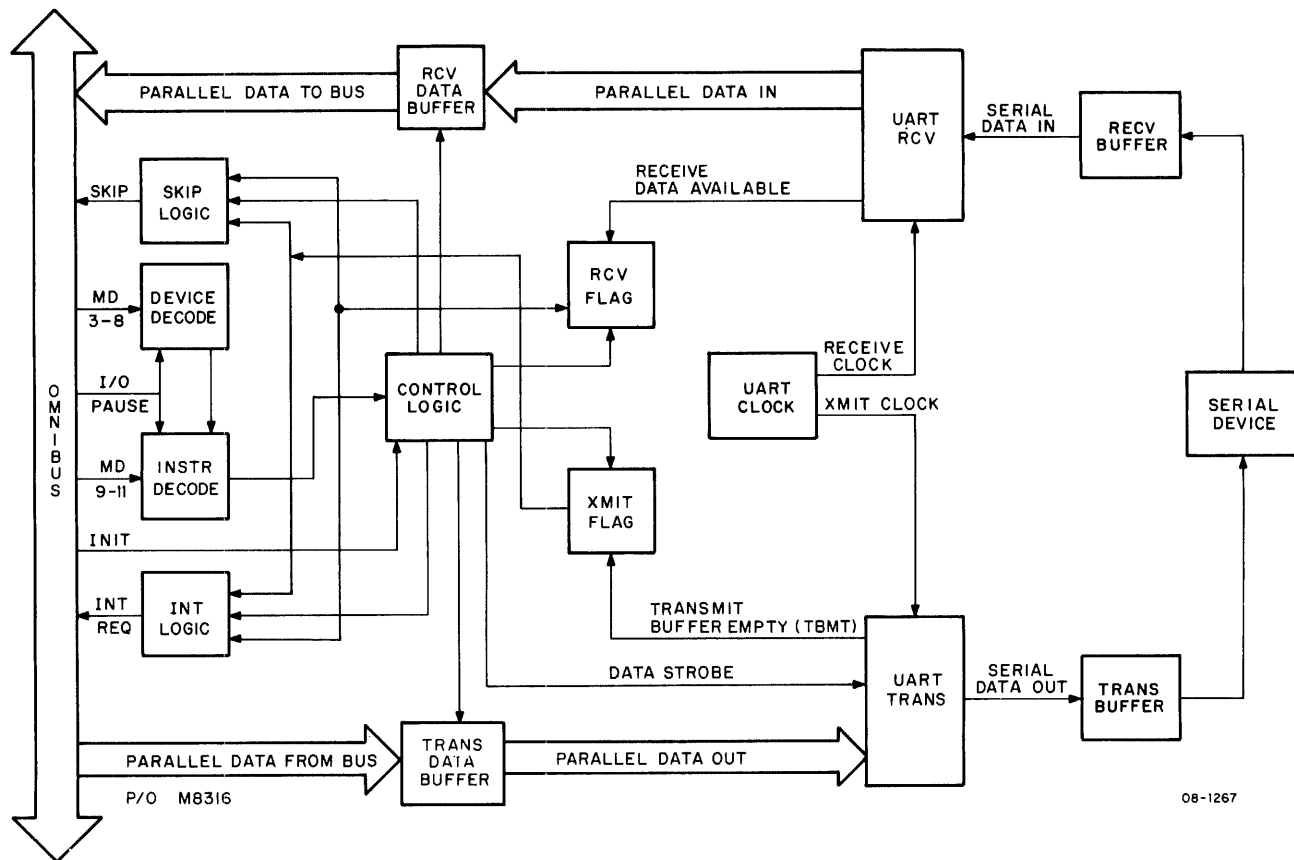 OMNIBUS
PARALLEL DATA TO BUS
RCV
DATA
BUFFER
PARALLEL DATA IN
UART
RCV
SERIAL
DATA IN
RECV
BUFFER
SKIP
SKIP
LOGIC
RECEIVE
DATA AVAILABLE
RCV
FLAG
MD
3-8
DEVICE
DECODE
I/O
PAUSE
CONTROL
LOGIC
UART
CLOCK
RECEIVE
CLOCK
XMIT CLOCK
SERIAL
DEVICE
MD
9-11
INSTR
DECODE
XMIT
FLAG
INIT
INT
REQ
INT
LOGIC
TRANSMIT
BUFFER EMPTY (TBMT)
DATA STROBE
UART
TRANS
SERIAL
DATA OUT
TRANS
BUFFER
PARALLEL DATA FROM BUS
TRANS
DATA
BUFFER
PARALLEL DATA OUT
P/O M8316
08-1267